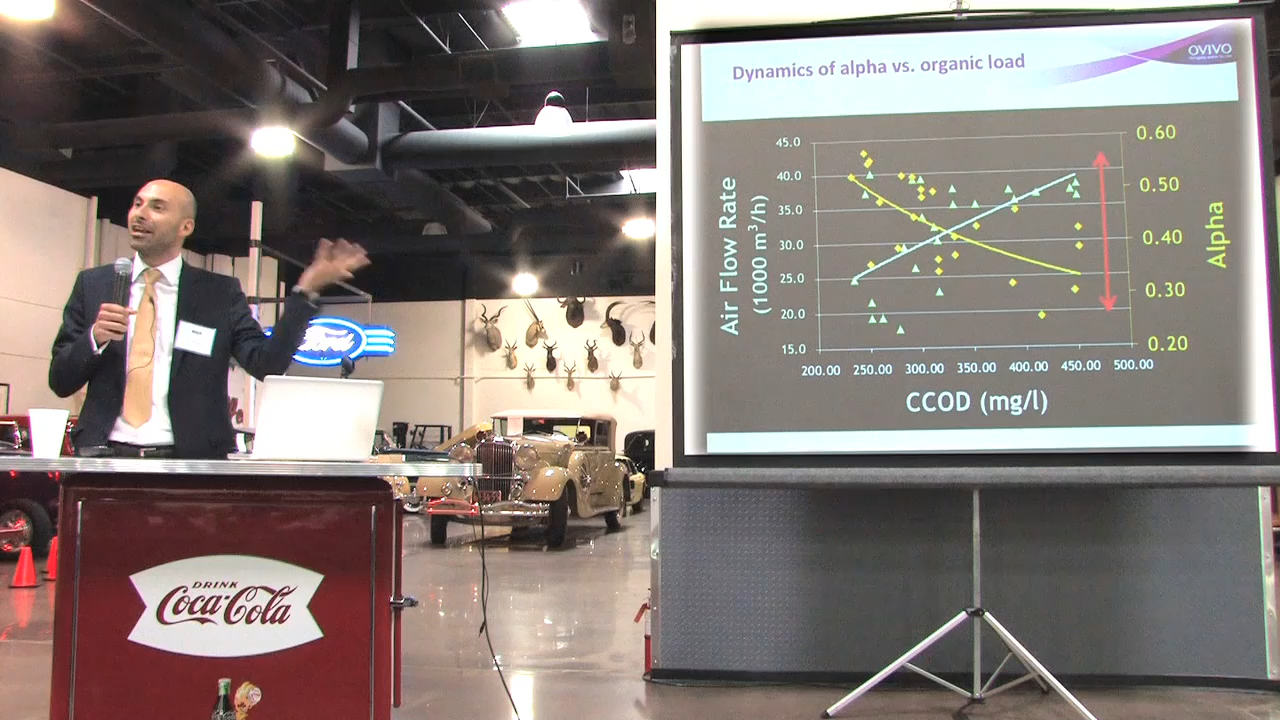 Dynamics of alpha vs. organic load
OVIVO
45.0
40.0
35.0
30.0
25.0
20.0
15.0
Air Flow Rate
(1000 m³/h)
0.60
0.50
0.40
0.30
0.20
Alpha
200.00 250.00 300.00 350.00 400.00 450.00 500.00
CCOD (mg/l)
Ford
DRINK
Coca-Cola